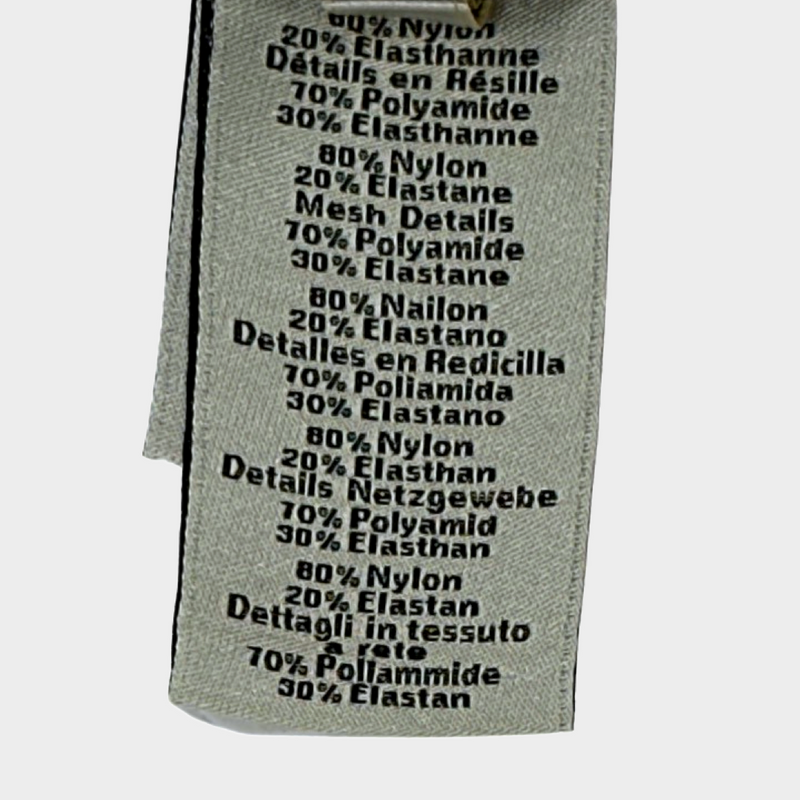 80% Nylon
20% Elasthanne
Détails en Résille
70% Polyamide
30% Elasthanne
80% Nylon
20% Elastane
Mesh Details
70% Polyamide
30% Elastane
80% Nailon
20% Elastano
Detalles en Redicilla
70% Poliamida
30% Elastano
80% Nylon
20% Elasthan
Details Netzgewebe
70% Polyamid
30% Elasthan
80% Nylon
20% Elastan
Dettagli in tessuto
a rete
70% Poliammide
30% Elastan